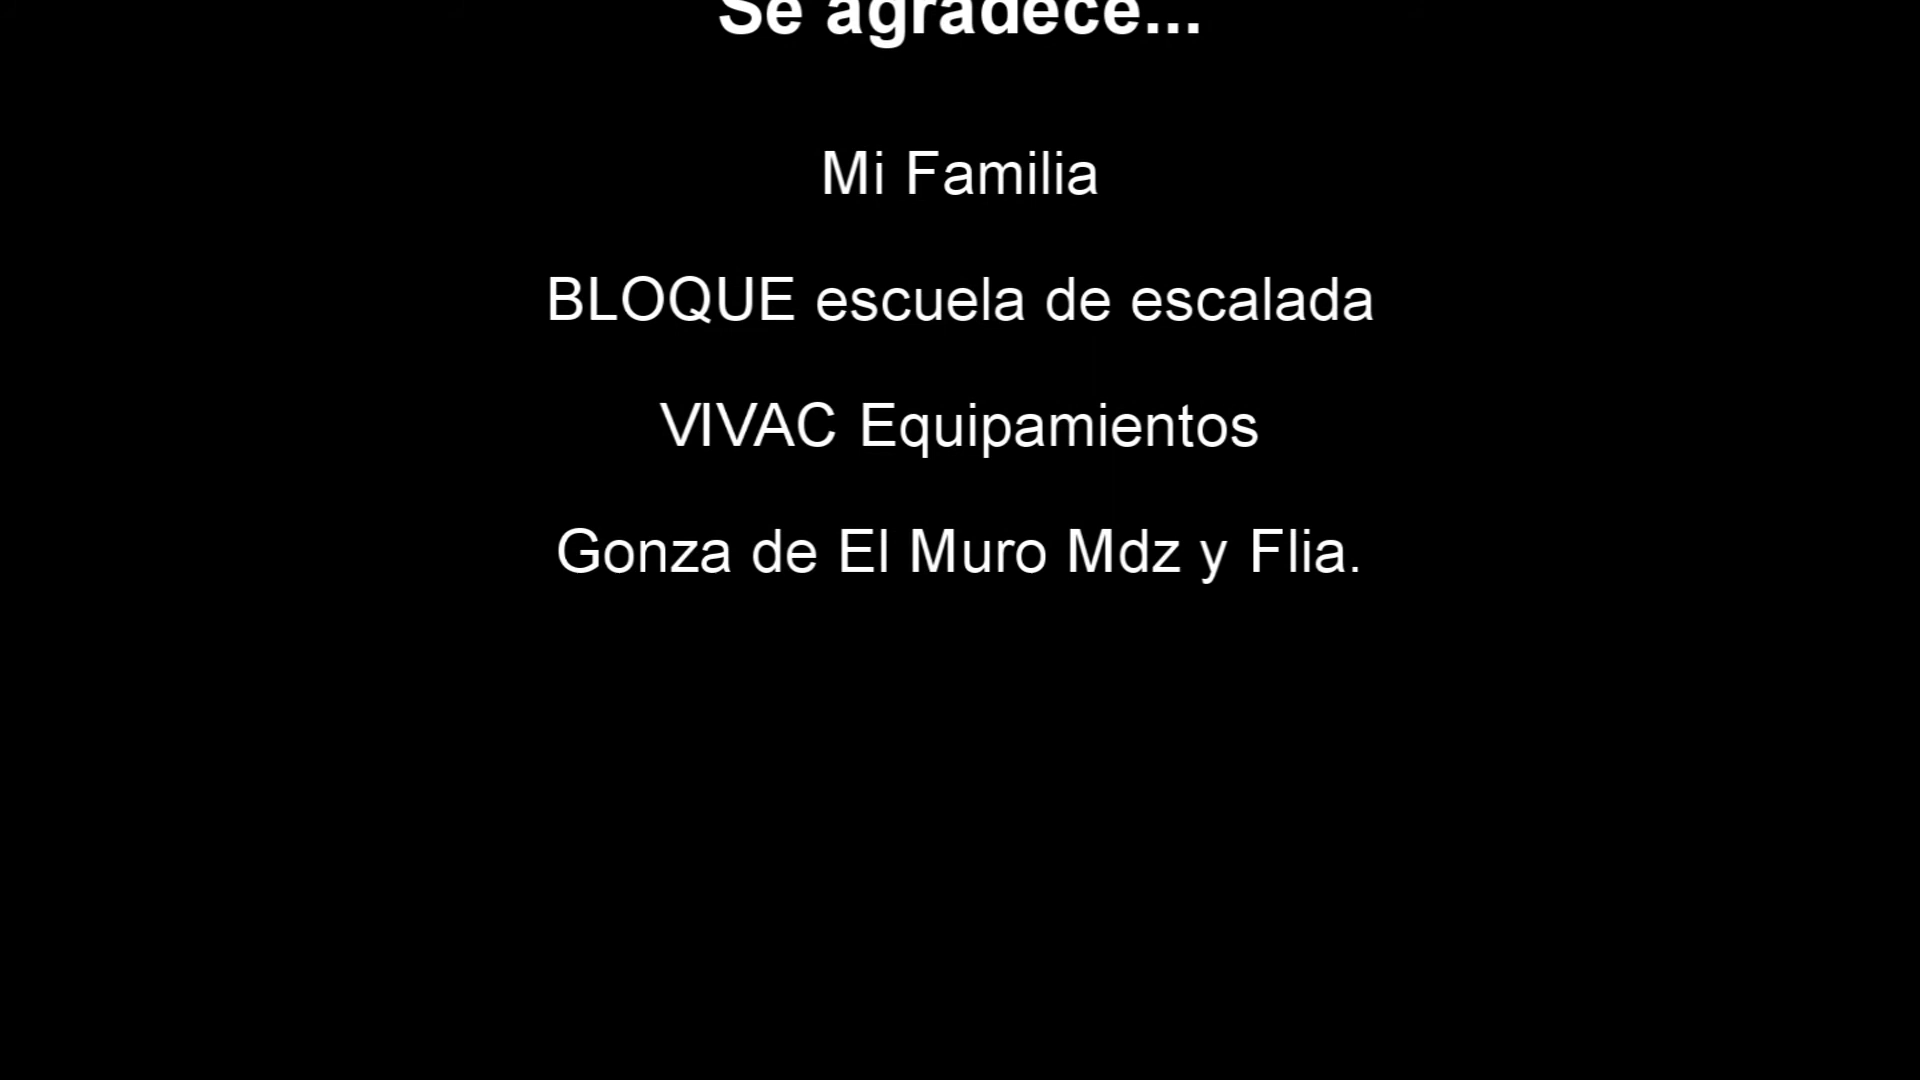 Se agradece...
Mi Familia
BLOQUE escuela de escalada
VIVAC Equipamientos
Gonza de El Muro Mdz y Flia.